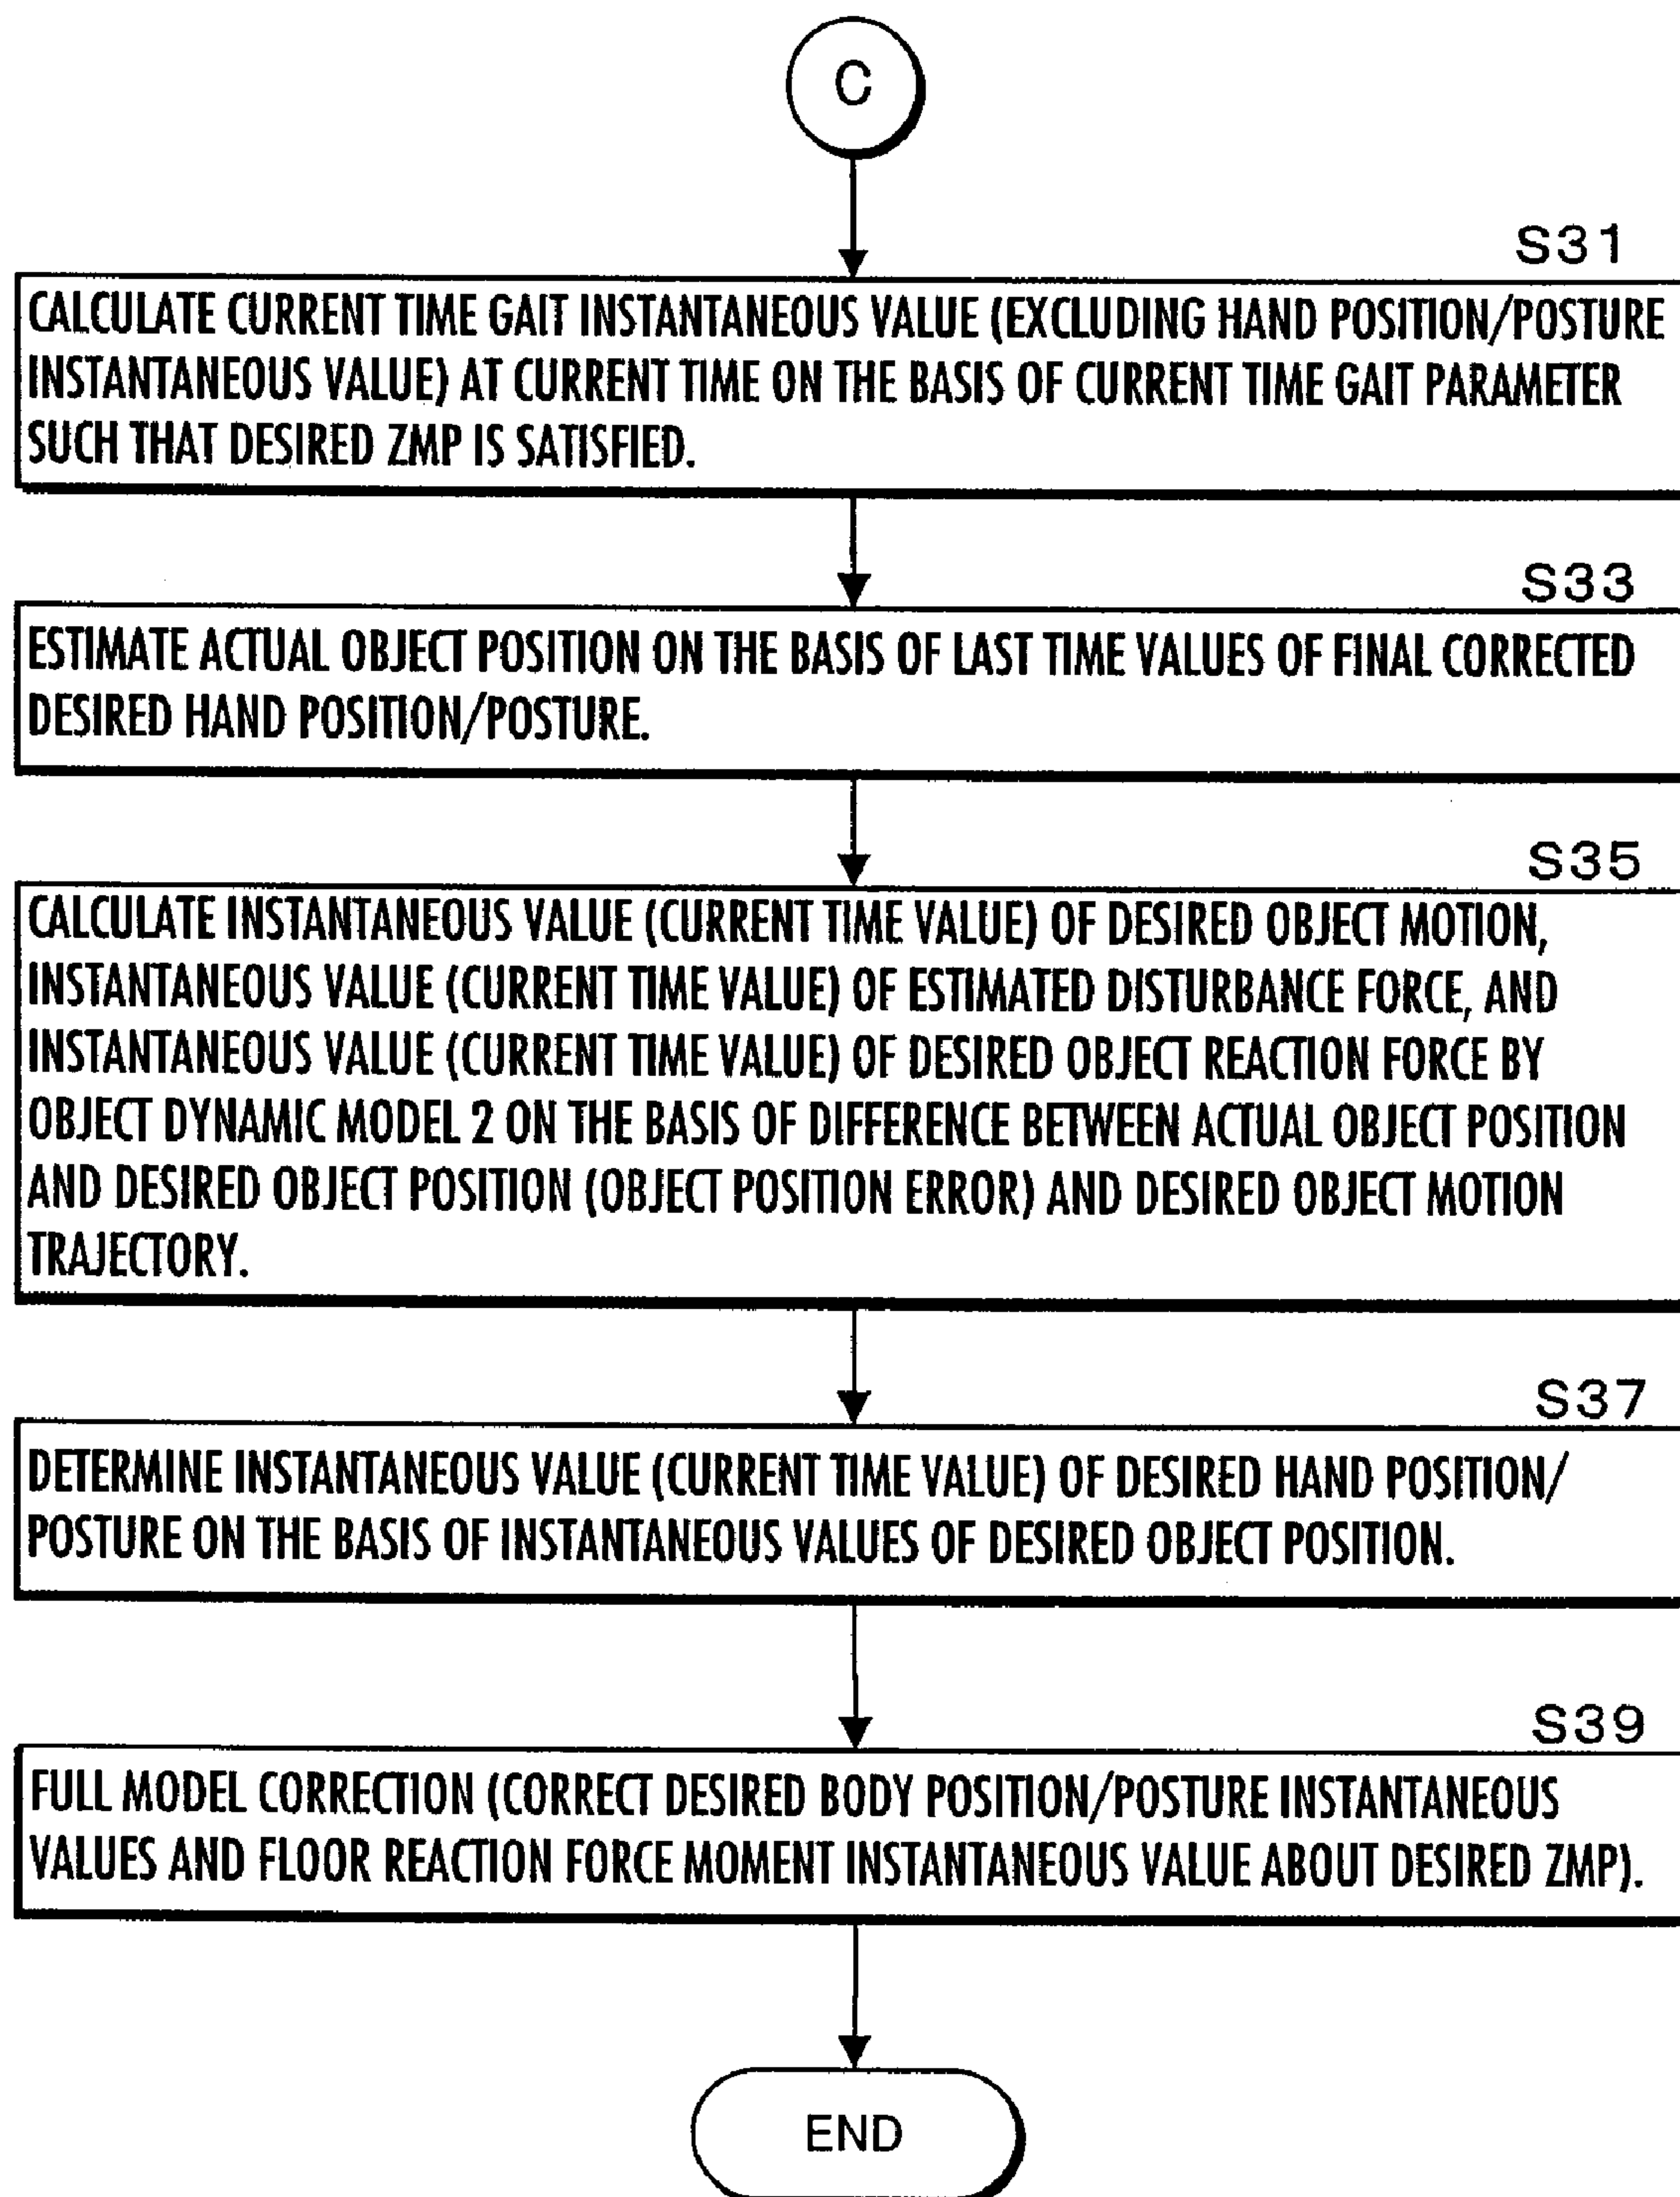 C
S31
CALCULATE CURRENT TIME GAIT INSTANTANEOUS VALUE (EXCLUDING HAND POSITION/POSTURE
INSTANTANEOUS VALUE) AT CURRENT TIME ON THE BASIS OF CURRENT TIME GAIT PARAMETER
SUCH THAT DESIRED ZMP IS SATISFIED.
S33
ESTIMATE ACTUAL OBJECT POSITION ON THE BASIS OF LAST TIME VALUES OF FINAL CORRECTED
DESIRED HAND POSITION/POSTURE.
S35
CALCULATE INSTANTANEOUS VALUE (CURRENT TIME VALUE) OF DESIRED OBJECT MOTION,
INSTANTANEOUS VALUE (CURRENT TIME VALUE) OF ESTIMATED DISTURBANCE FORCE, AND
INSTANTANEOUS VALUE (CURRENT TIME VALUE) OF DESIRED OBJECT REACTION FORCE BY
OBJECT DYNAMIC MODEL 2 ON THE BASIS OF DIFFERENCE BETWEEN ACTUAL OBJECT POSITION
AND DESIRED OBJECT POSITION (OBJECT POSITION ERROR) AND DESIRED OBJECT MOTION
TRAJECTORY.
S37
DETERMINE INSTANTANEOUS VALUE (CURRENT TIME VALUE) OF DESIRED HAND POSITION/
POSTURE ON THE BASIS OF INSTANTANEOUS VALUES OF DESIRED OBJECT POSITION.
S39
FULL MODEL CORRECTION (CORRECT DESIRED BODY POSITION/POSTURE INSTANTANEOUS
VALUES AND FLOOR REACTION FORCE MOMENT INSTANTANEOUS VALUE ABOUT DESIRED ZMP).
END